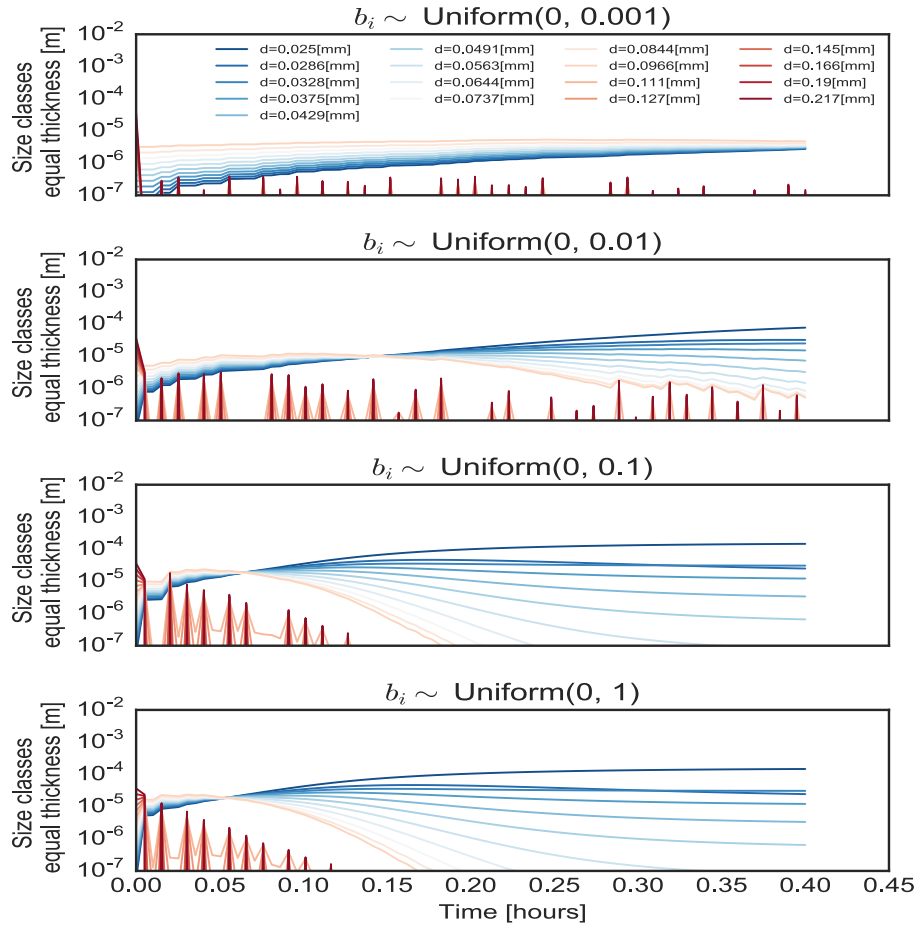 b_i ∼ Uniform(0, 0.001)
Size classes
equal thickness [m]
10^-2
10^-3
10^-4
10^-5
10^-6
10^-7
d=0.025[mm]
d=0.0286[mm]
d=0.0328[mm]
d=0.0375[mm]
d=0.0429[mm]
d=0.0491[mm]
d=0.0563[mm]
d=0.0644[mm]
d=0.0737[mm]
d=0.0844[mm]
d=0.0966[mm]
d=0.111[mm]
d=0.127[mm]
d=0.145[mm]
d=0.166[mm]
d=0.19[mm]
d=0.217[mm]
b_i ∼ Uniform(0, 0.01)
Size classes
equal thickness [m]
10^-2
10^-3
10^-4
10^-5
10^-6
10^-7
b_i ∼ Uniform(0, 0.1)
Size classes
equal thickness [m]
10^-2
10^-3
10^-4
10^-5
10^-6
10^-7
b_i ∼ Uniform(0, 1)
Size classes
equal thickness [m]
10^-2
10^-3
10^-4
10^-5
10^-6
10^-7
0.00 0.05 0.10 0.15 0.20 0.25 0.30 0.35 0.40 0.45
Time [hours]